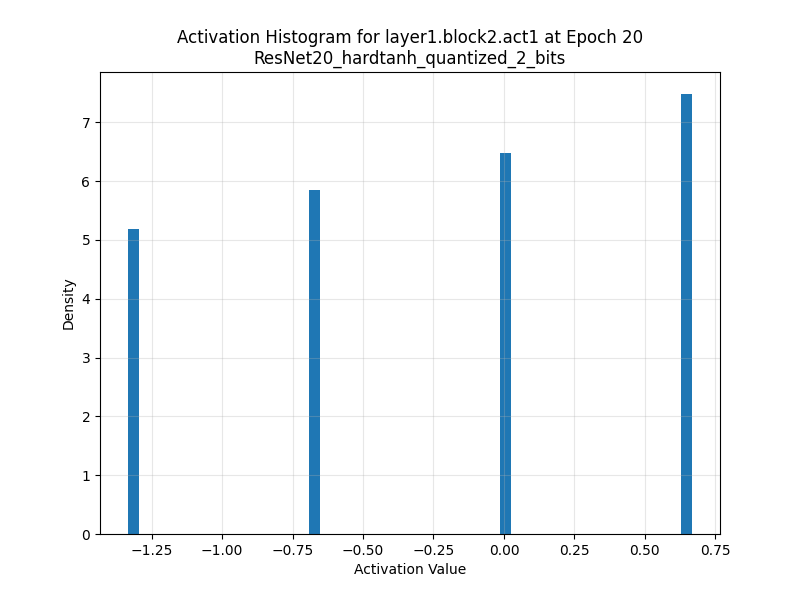 Activation Histogram for layer1.block2.act1 at Epoch 20
ResNet20_hardtanh_quantized_2_bits
7
6
5
4
3
2
1
0
Density
−1.25 −1.00 −0.75 −0.50 −0.25 0.00 0.25 0.50 0.75
Activation Value